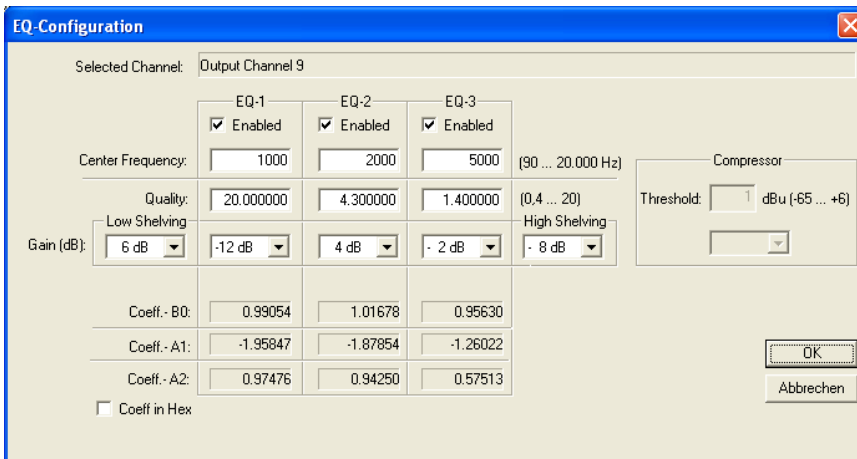 EQ-Configuration
Selected Channel: Output Channel 9
EQ-1 EQ-2 EQ-3
Enabled Enabled Enabled
Center Frequency: 1000 2000 5000 (90 ... 20.000 Hz)
Compressor
Quality: 20.000000 4.300000 1.400000 (0,4 ... 20)
Threshold: 1 dBu (-65 ... +6)
Low Shelving High Shelving
Gain (dB): 6 dB -12 dB 4 dB - 2 dB - 8 dB
Coeff.- B0: 0.99054 1.01678 0.95630
Coeff.- A1: -1.95847 -1.87854 -1.26022
OK
Coeff.- A2: 0.97476 0.94250 0.57513
Abbrechen
Coeff in Hex